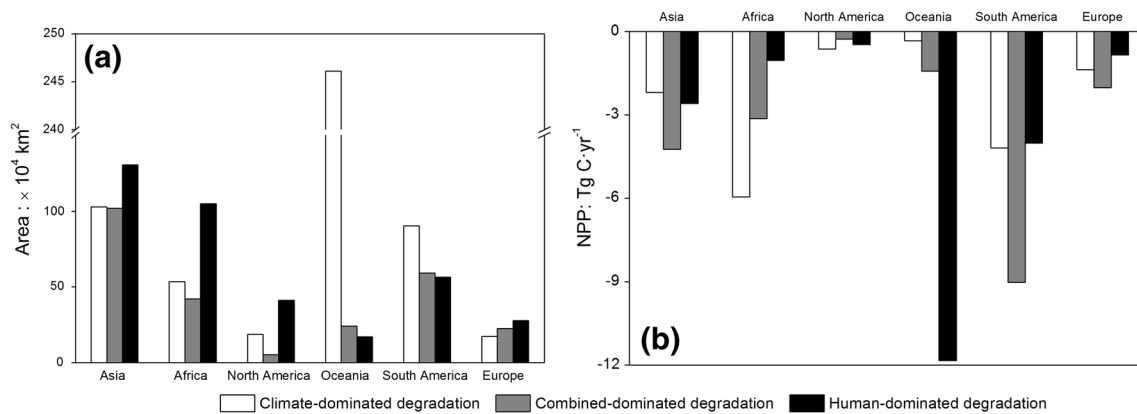 (a)
Area : × 10⁴ km²
250
245
240
100
50
0
Asia Africa North America Oceania South America Europe
Asia Africa North America Oceania South America Europe
(b)
NPP: Tg C·yr⁻¹
0
-3
-6
-9
-12
Climate-dominated degradation Combined-dominated degradation Human-dominated degradation